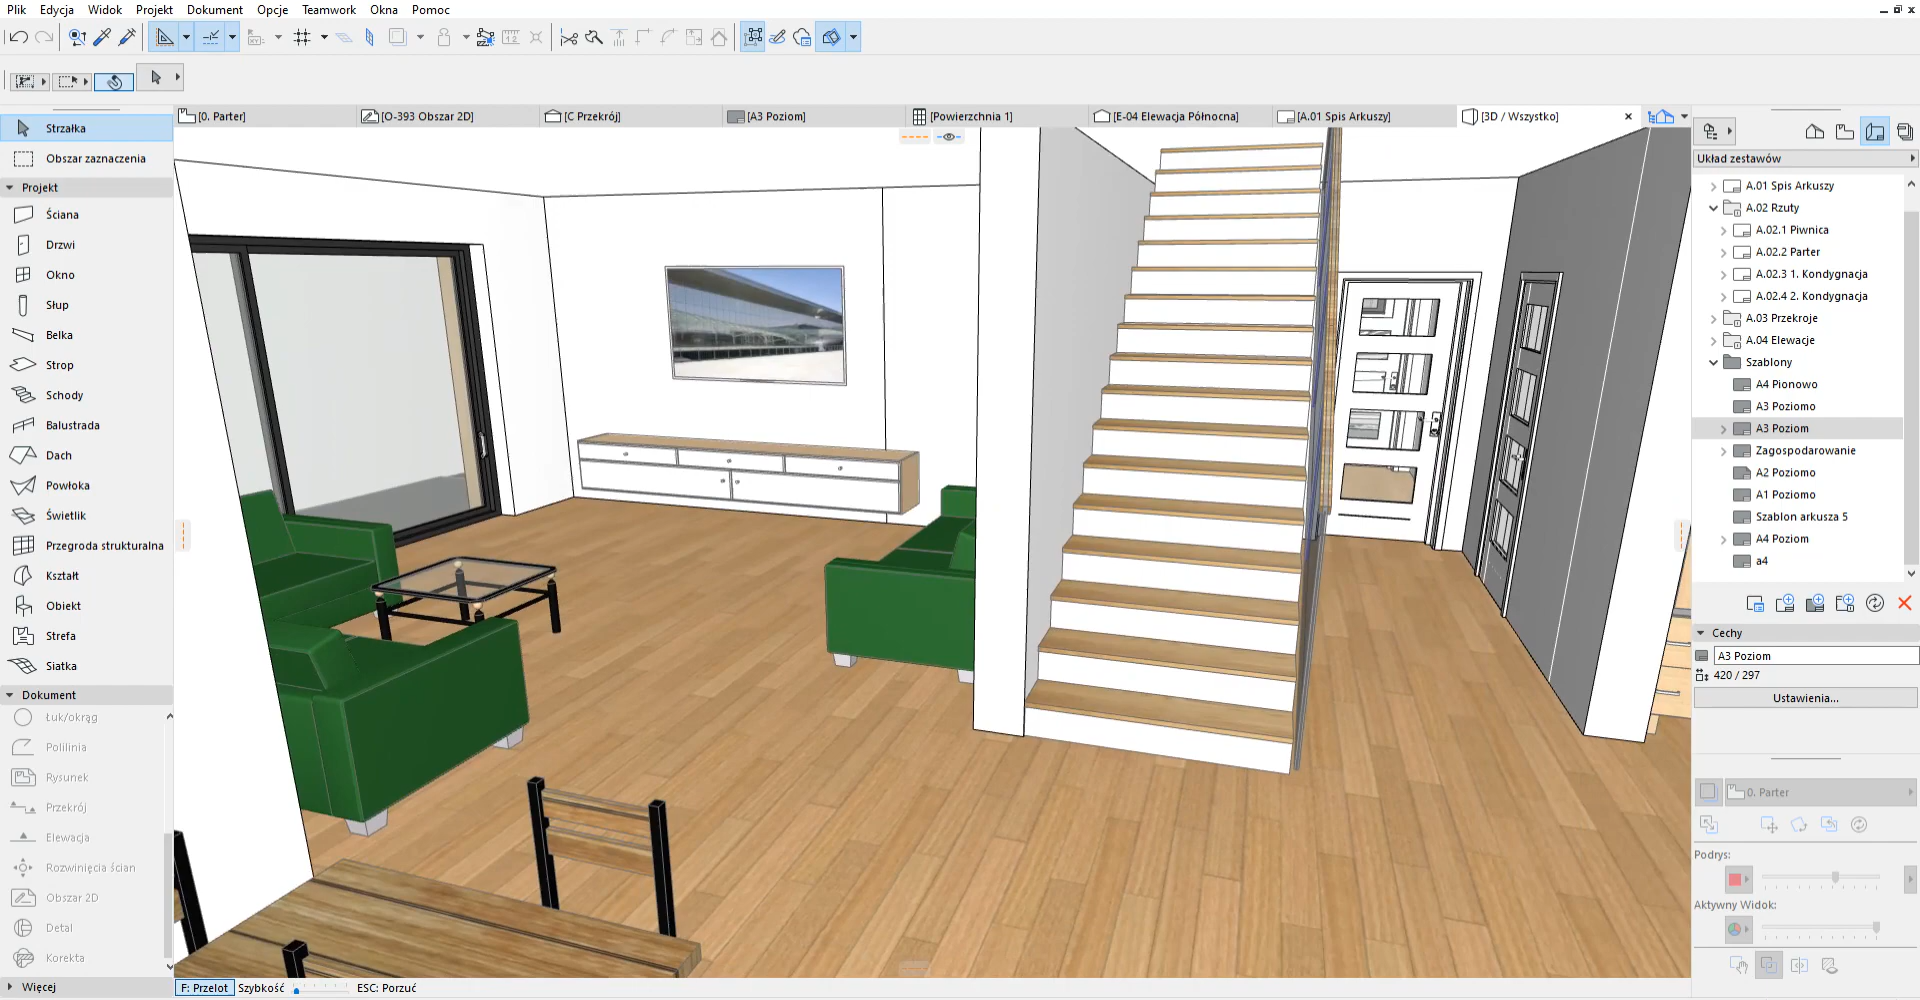 Plik Edycja Widok Projekt Dokument Opcje Teamwork Okna Pomoc
[0. Parter] [O-393 Obszar 2D] [C Przekrój] [A3 Poziom] [Powierzchnia 1] [E-04 Elewacja Północna] [A.01 Spis Arkuszy] [3D / Wszystko]
Strzałka
Obszar zaznaczenia
Projekt
Ściana
Drzwi
Okno
Słup
Belka
Strop
Schody
Balustrada
Dach
Powłoka
Świetlik
Przegroda strukturalna
Kształt
Obiekt
Strefa
Siatka
Dokument
Łuk/okrąg
Polilinia
Rysunek
Przekrój
Elewacja
Rozwinięcia ścian
Obszar 2D
Detal
Korekta
Więcej
F: Przelot Szybkość ESC: Porzuć
Układ zestawów
A.01 Spis Arkuszy
A.02 Rzuty
A.02.1 Piwnica
A.02.2 Parter
A.02.3 1. Kondygnacja
A.02.4 2. Kondygnacja
A.03 Przekroje
A.04 Elewacje
Szablony
A4 Pionowo
A3 Poziomo
A3 Poziom
Zagospodarowanie
A2 Poziomo
A1 Poziomo
Szablon arkusza 5
A4 Poziom
a4
Cechy
A3 Poziom
420 / 297
Ustawienia...
0. Parter
Podrys:
Aktywny Widok: